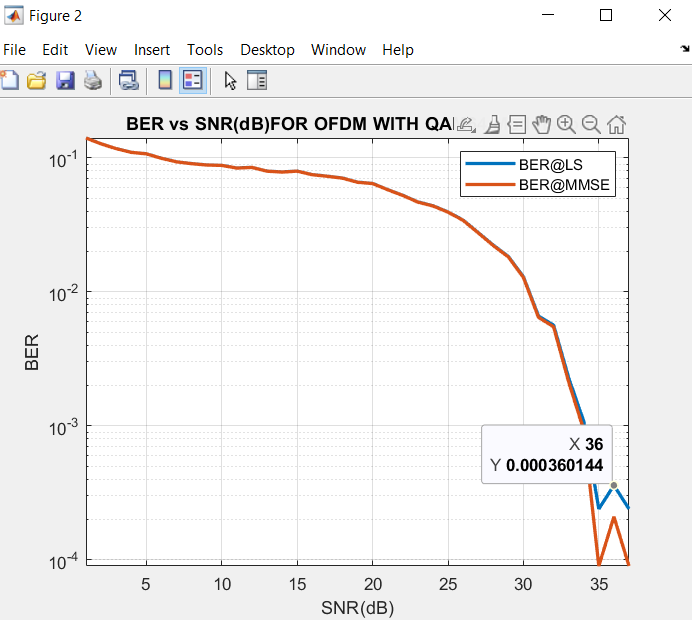 Figure 2
File Edit View Insert Tools Desktop Window Help
BER vs SNR(dB)FOR OFDM WITH
BER@LS
BER@MMSE
10-1
10-2
10-3
10-4
BER
X 36
Y 0.000360144
5 10 15 20 25 30 35
SNR(dB)